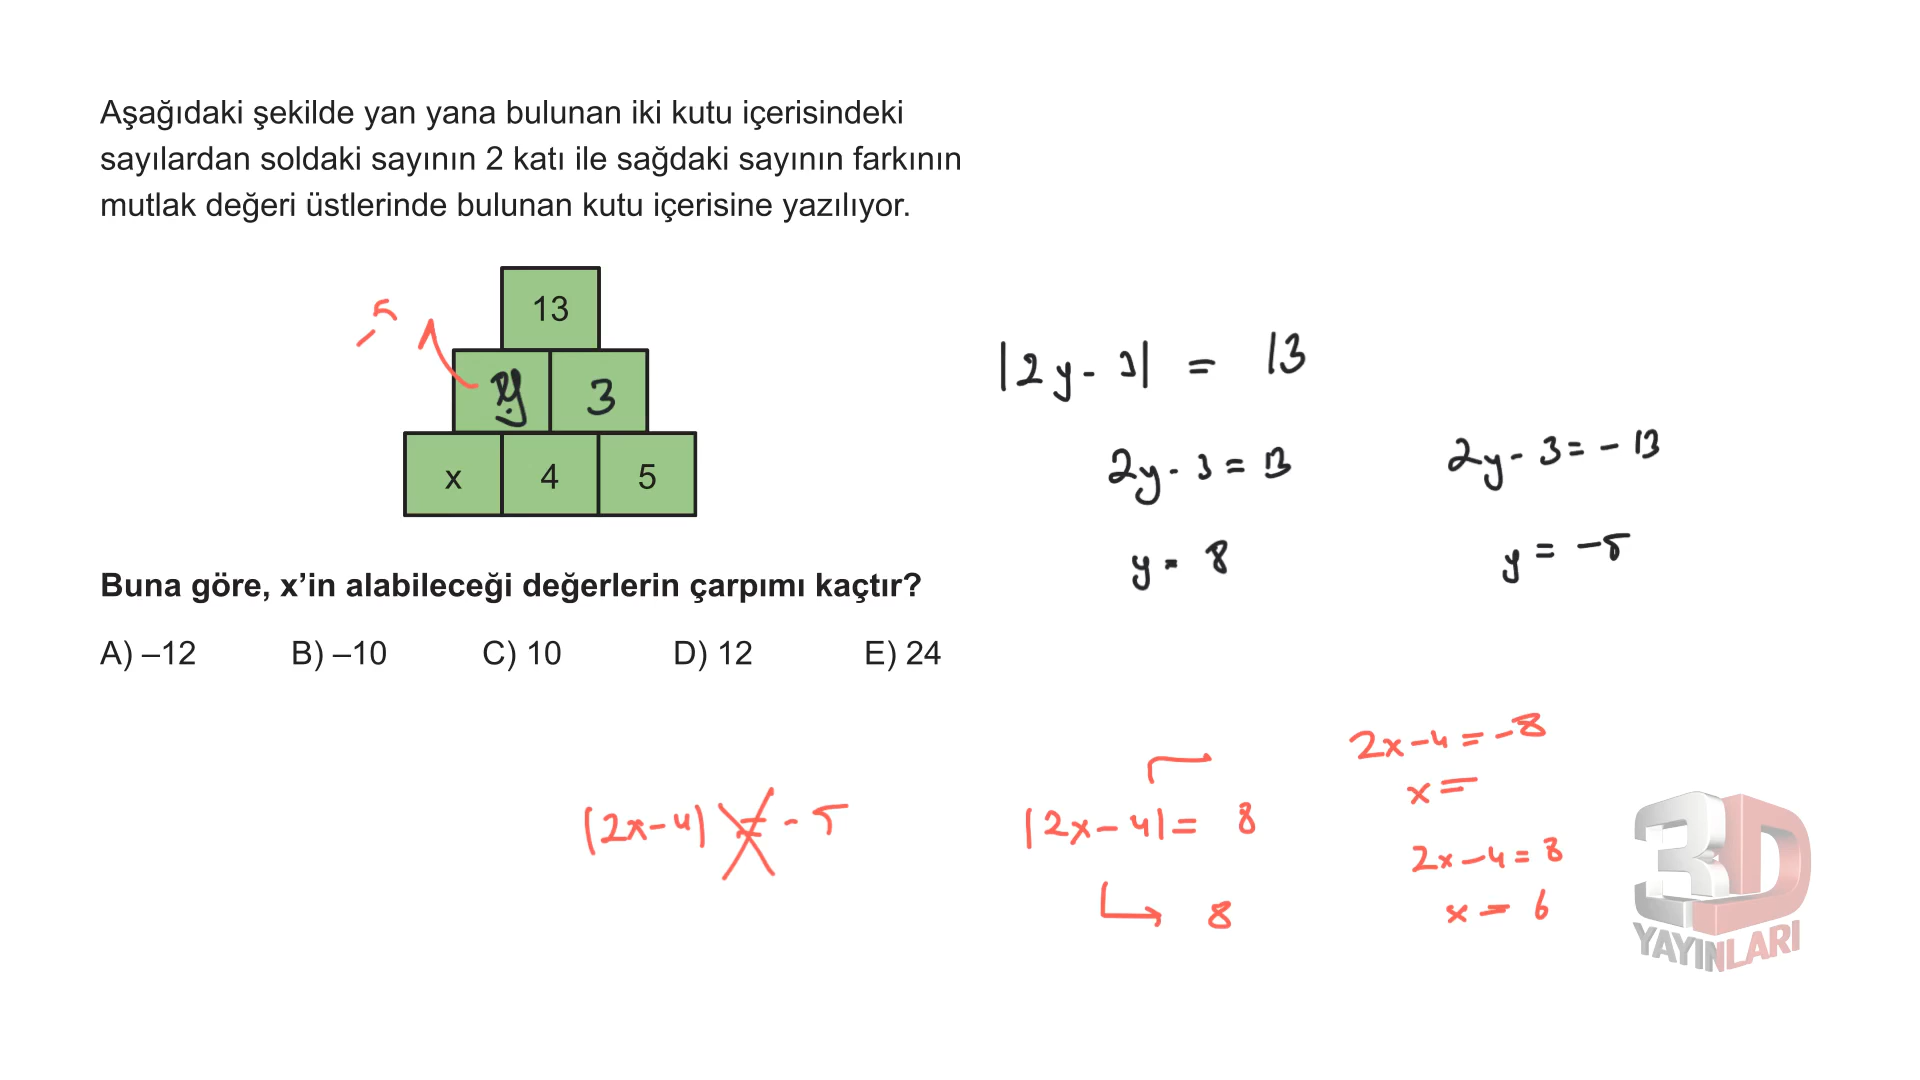 Aşağıdaki şekilde yan yana bulunan iki kutu içerisindeki
sayılardan soldaki sayının 2 katı ile sağdaki sayının farkının
mutlak değeri üstlerinde bulunan kutu içerisine yazılıyor.
13
-5
y 3
x 4 5
Buna göre, x’in alabileceği değerlerin çarpımı kaçtır?
A) –12 B) –10 C) 10 D) 12 E) 24
|2y - 3| = 13
2y - 3 = 13
y = 8
2y - 3 = - 13
y = -5
|2x-4| = - 5
|2x-4| = 8
8
2x-4 = -8
x =
2x-4 = 8
x = 6
3D
YAYINLARI